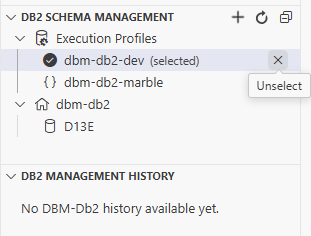 DB2 SCHEMA MANAGEMENT
Execution Profiles
dbm-db2-dev (selected)
Unselect
{ } dbm-db2-marble
dbm-db2
D13E
DB2 MANAGEMENT HISTORY
No DBM-Db2 history available yet.